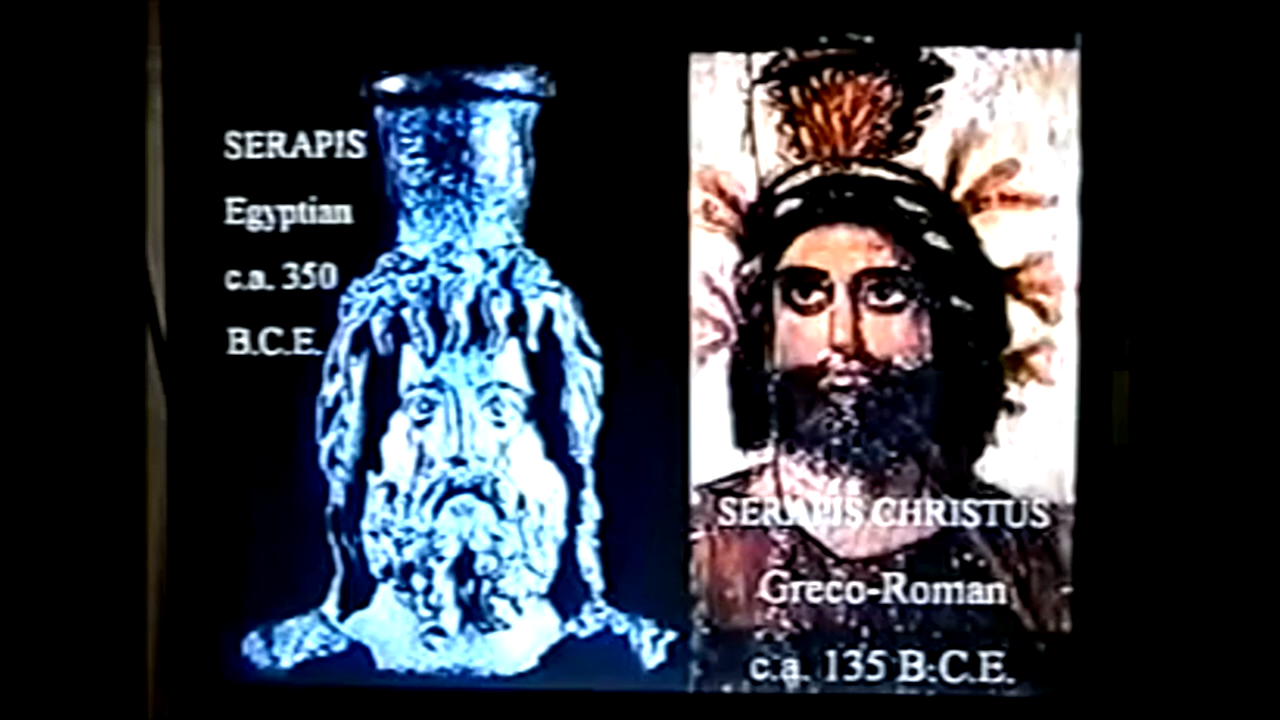 SERAPIS
Egyptian
c.a. 350
B.C.E.
SERAPIS CHRISTUS
Greco-Roman
c.a. 135 B.C.E.